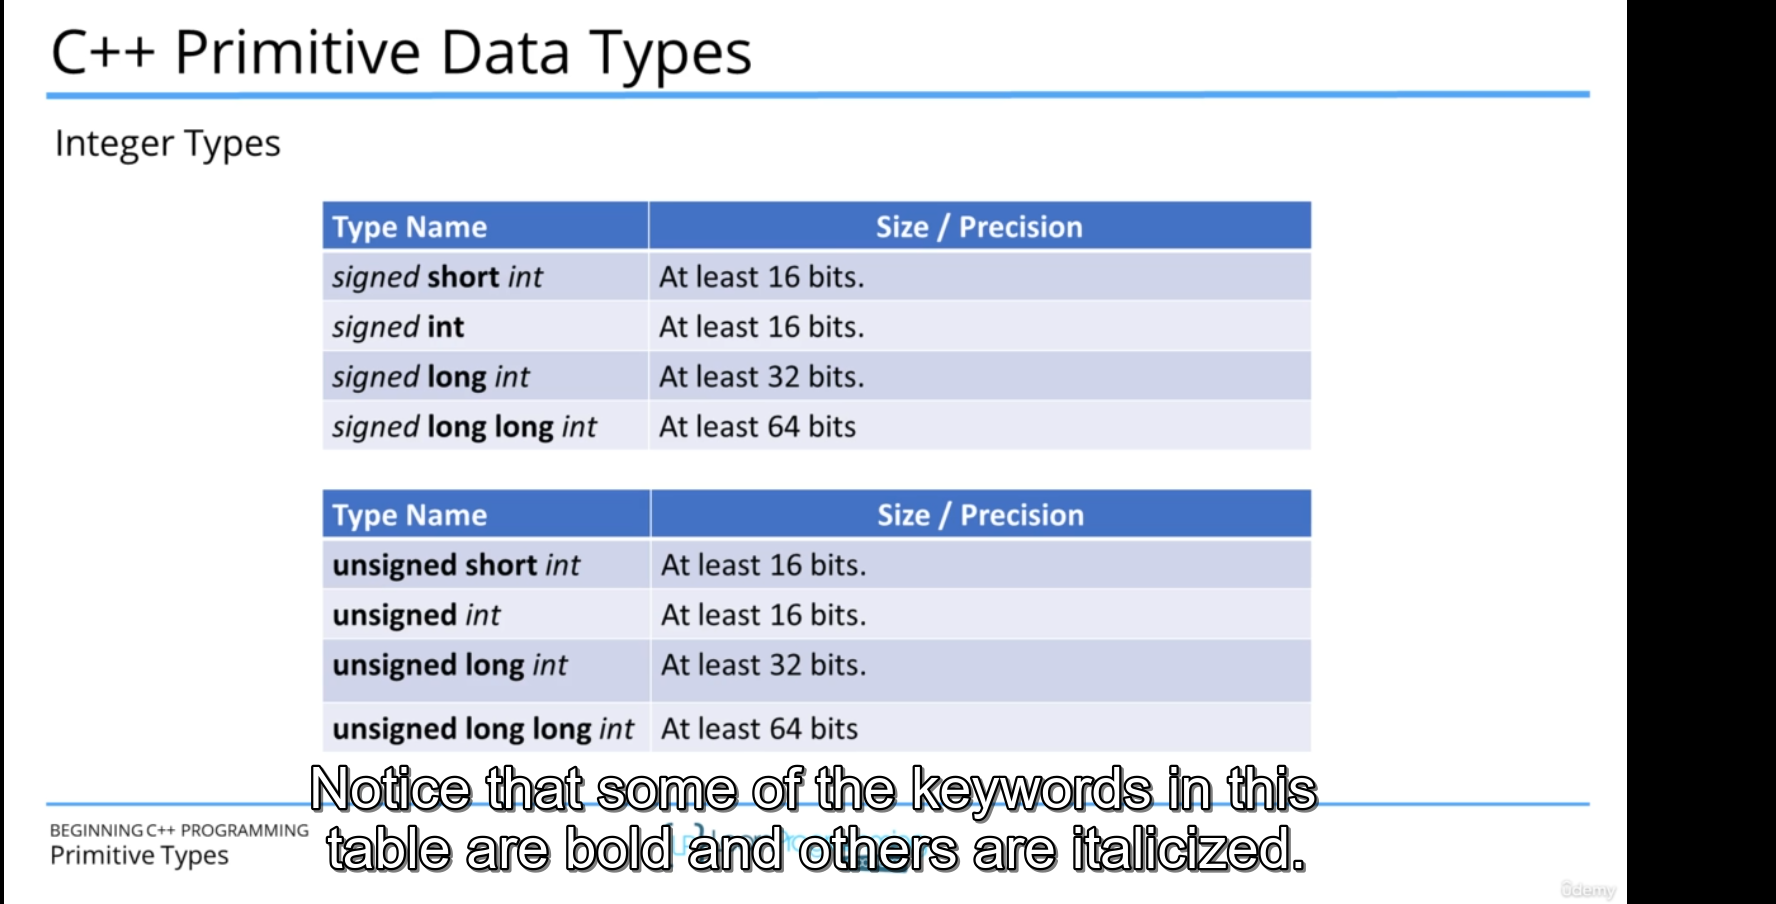 C++ Primitive Data Types
Integer Types
Type Name Size / Precision
signed short int At least 16 bits.
signed int At least 16 bits.
signed long int At least 32 bits.
signed long long int At least 64 bits
Type Name Size / Precision
unsigned short int At least 16 bits.
unsigned int At least 16 bits.
unsigned long int At least 32 bits.
unsigned long long int At least 64 bits
Notice that some of the keywords in this
table are bold and others are italicized.
BEGINNING C++ PROGRAMMING
Primitive Types
ûdemy